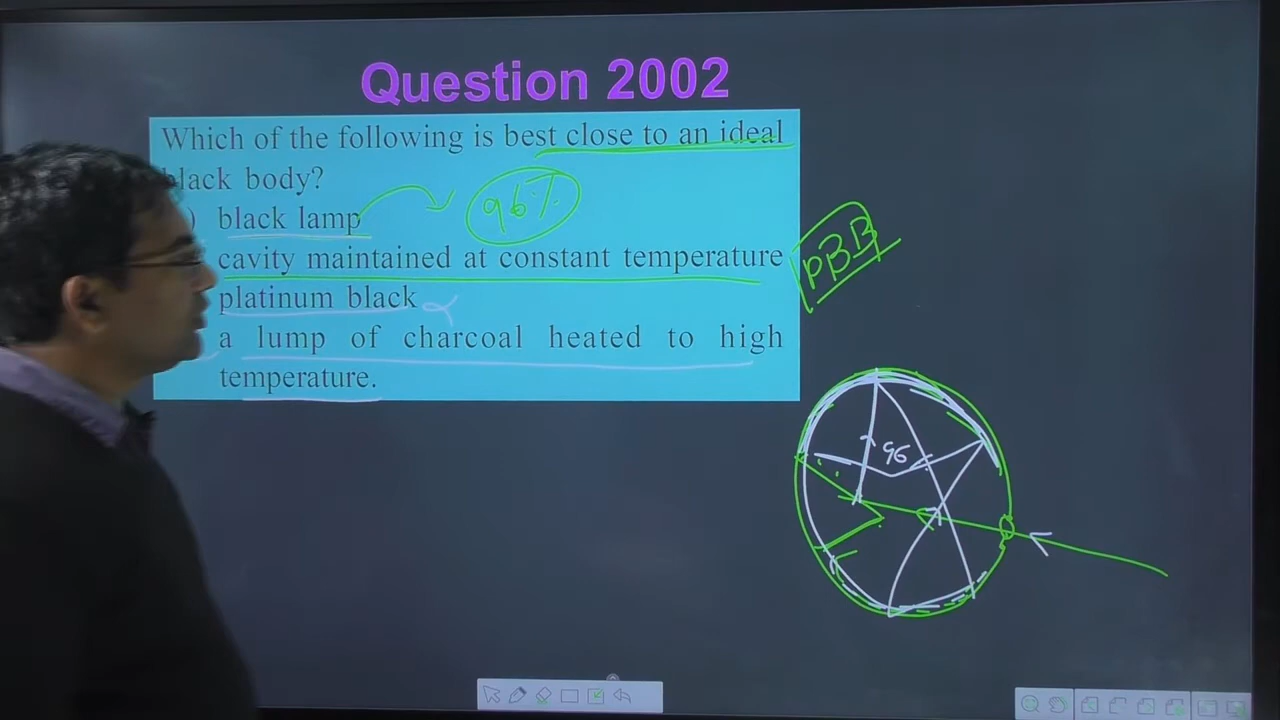 Question 2002
Which of the following is best close to an ideal
black body?
) black lamp
96%
cavity maintained at constant temperature
PBB
platinum black
a lump of charcoal heated to high
temperature.
96